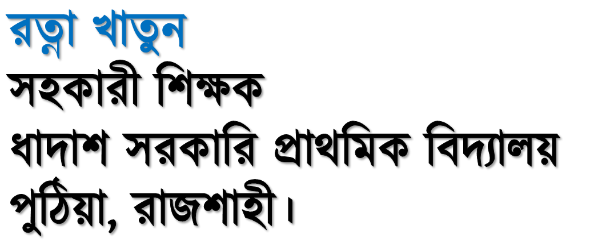 রত্না খাতুন
সহকারী শিক্ষক
ধাদাশ সরকারি প্রাথমিক বিদ্যালয়
পুঠিয়া, রাজশাহী।